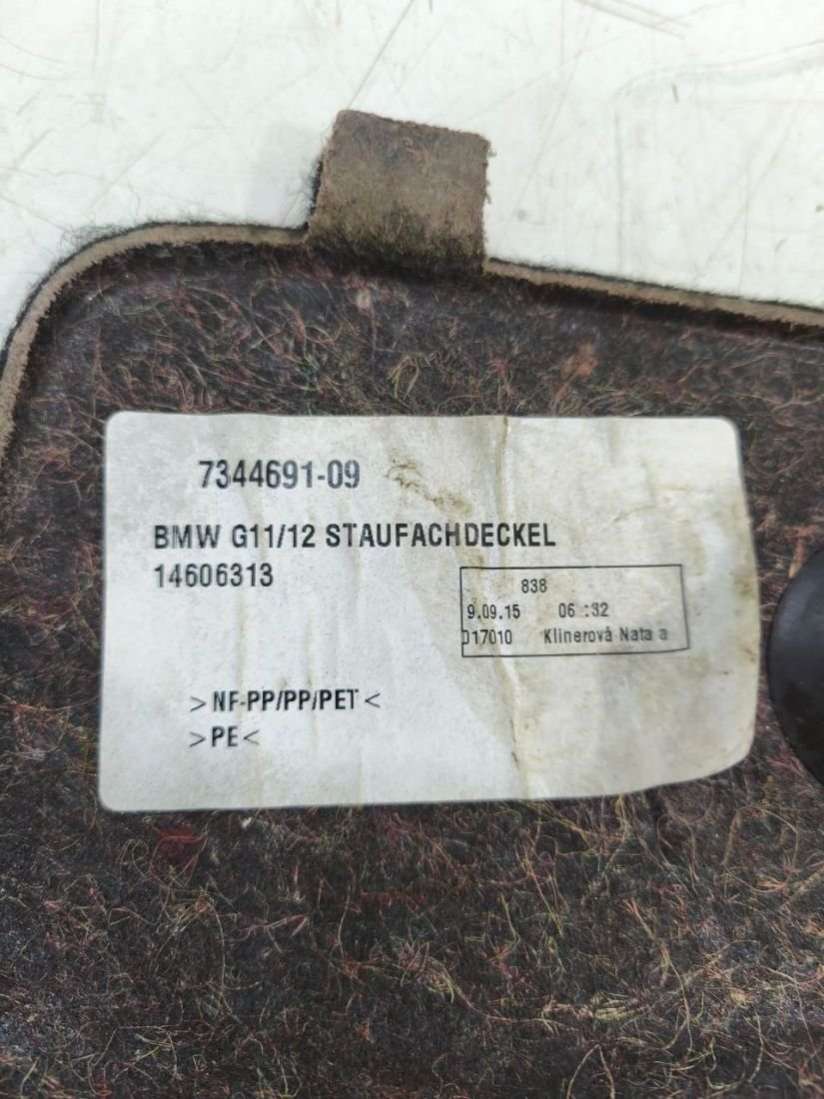 7344691-09
BMW G11/12 STAUFACHDECKEL
14606313
838
9.09.15 06:32
017010 Klinerová Nata a
>NF-PP/PP/PET<
>PE<